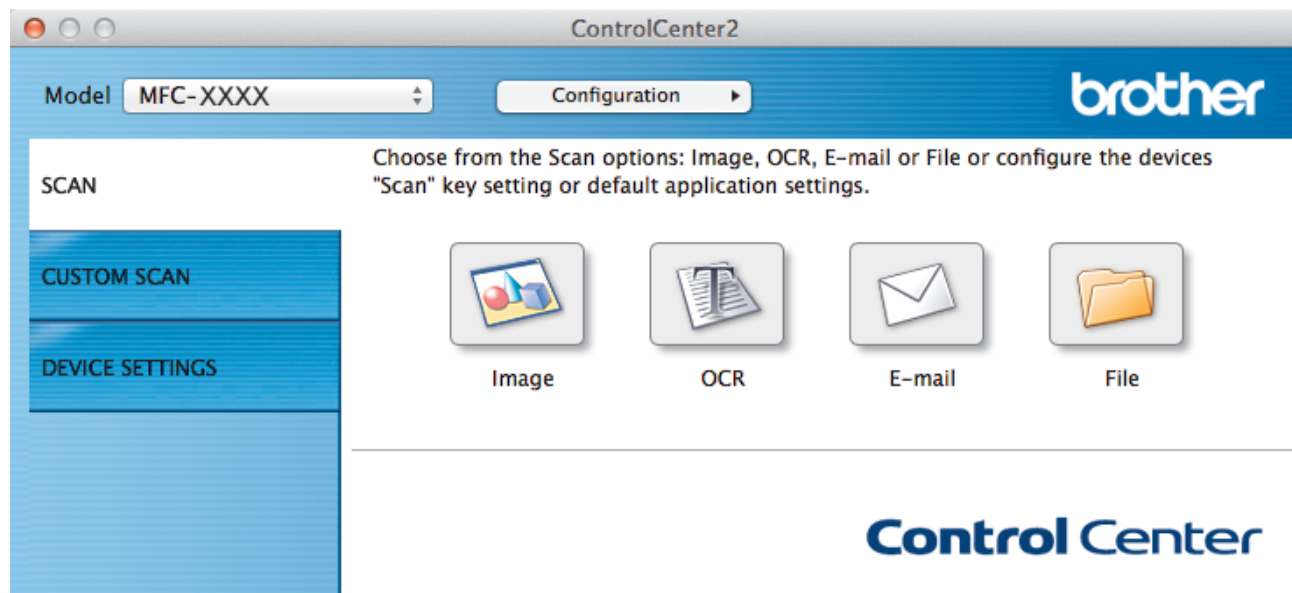 ControlCenter2
Model MFC-XXXX Configuration brother
SCAN
Choose from the Scan options: Image, OCR, E-mail or File or configure the devices
"Scan" key setting or default application settings.
CUSTOM SCAN
DEVICE SETTINGS
Image OCR E-mail File
Control Center